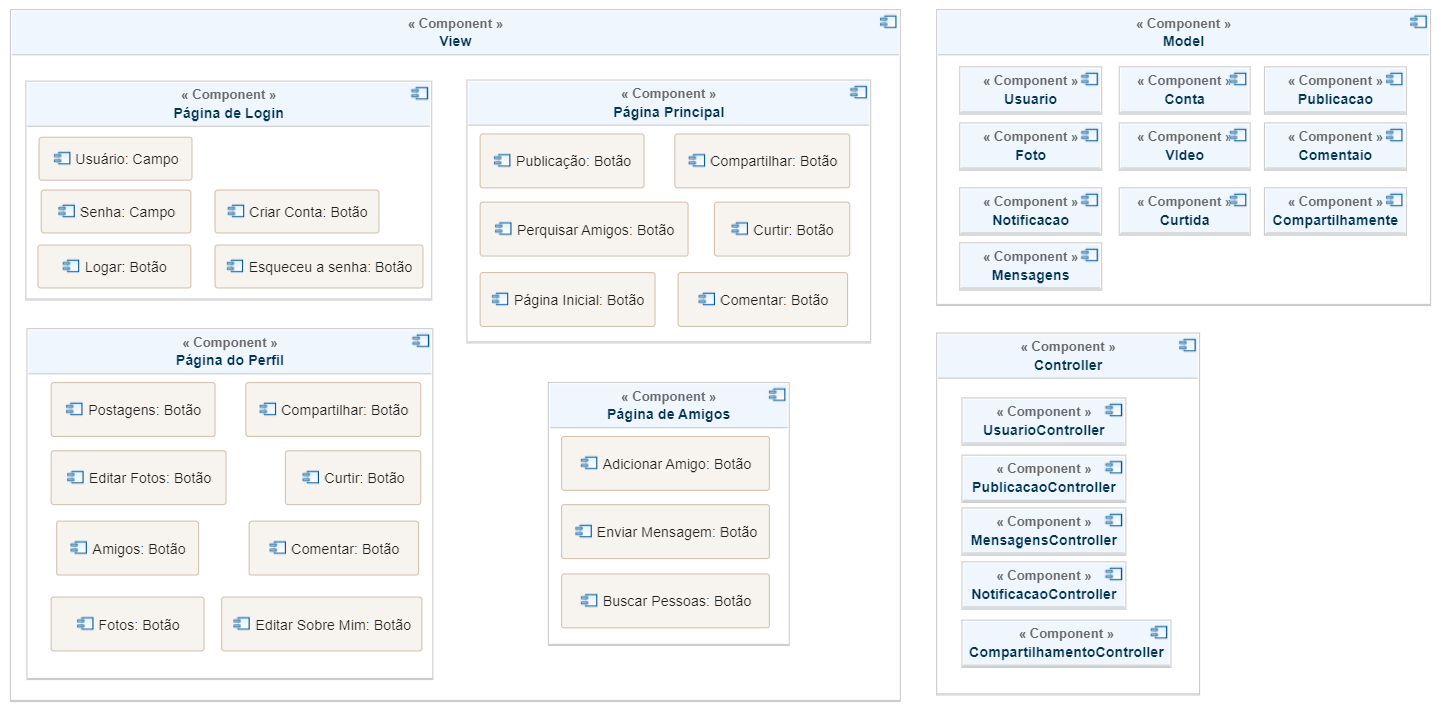 « Component »
View
« Component »
Página de Login
Usuário: Campo
Senha: Campo
Criar Conta: Botão
Logar: Botão
Esqueceu a senha: Botão
« Component »
Página Principal
Publicação: Botão
Compartilhar: Botão
Perquisar Amigos: Botão
Curtir: Botão
Página Inicial: Botão
Comentar: Botão
« Component »
Página do Perfil
Postagens: Botão
Compartilhar: Botão
Editar Fotos: Botão
Curtir: Botão
Amigos: Botão
Comentar: Botão
Fotos: Botão
Editar Sobre Mim: Botão
« Component »
Página de Amigos
Adicionar Amigo: Botão
Enviar Mensagem: Botão
Buscar Pessoas: Botão
« Component »
Model
« Component »
Usuario
« Component »
Conta
« Component »
Publicacao
« Component »
Foto
« Component »
VIdeo
« Component »
Comentaio
« Component »
Notificacao
« Component »
Curtida
« Component »
Compartilhamente
« Component »
Mensagens
« Component »
Controller
« Component »
UsuarioController
« Component »
PublicacaoController
« Component »
MensagensController
« Component »
NotificacaoController
« Component »
CompartilhamentoController